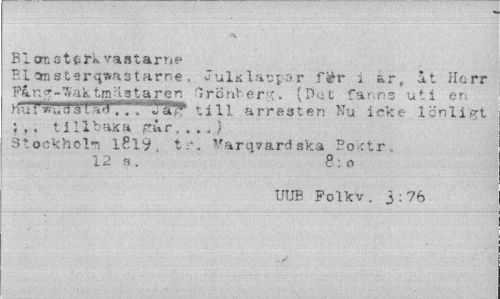 Blomsterkvastarne
Blomsterqwastarne, Julklappar för i år, åt Herr
Fång-Waktmästaren Grönberg. (Det fanns uti en
hufwudstad... Jag till arresten Nu icke lönligt
... tillbaka går....)
Stockholm 1819, tr. Marqvardska Boktr.
12 s. 8:o
UUB Folkv. 3:76